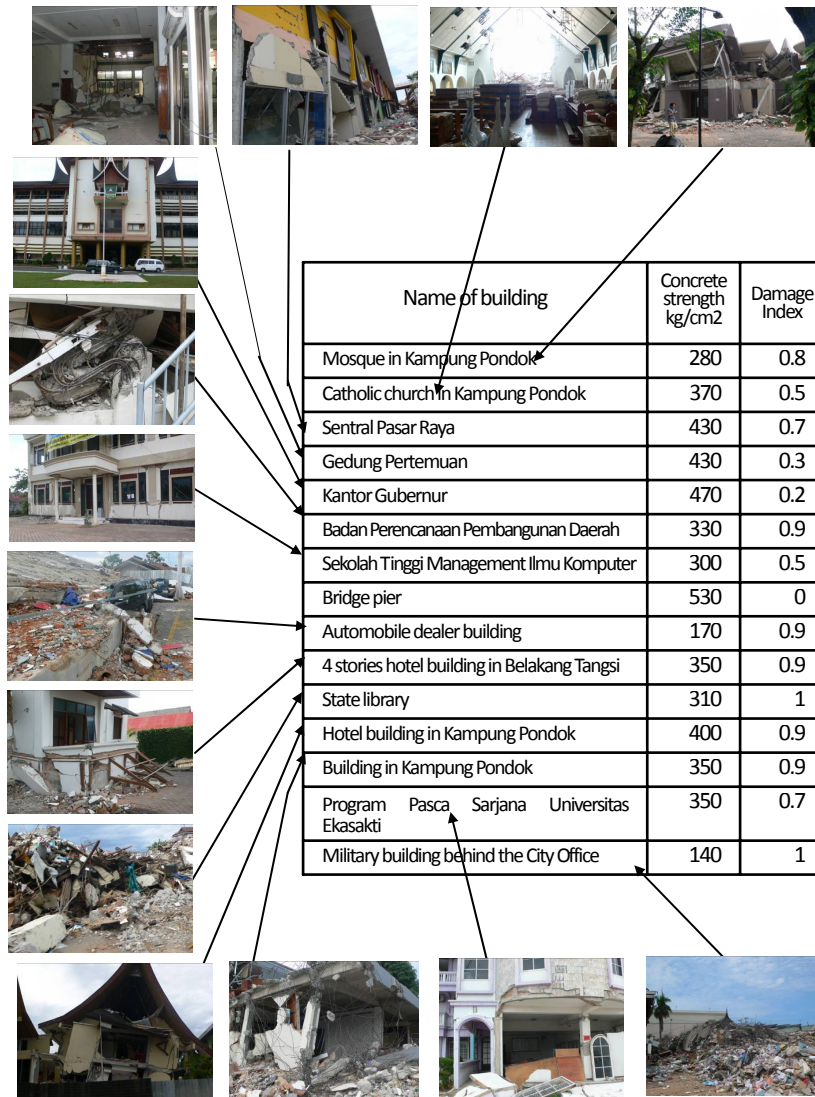 Name of building Concrete strength kg/cm2 Damage Index
Mosque in Kampung Pondok 280 0.8
Catholic church in Kampung Pondok 370 0.5
Sentral Pasar Raya 430 0.7
Gedung Pertemuan 430 0.3
Kantor Gubernur 470 0.2
Badan Perencanaan Pembangunan Daerah 330 0.9
Sekolah Tinggi Management Ilmu Komputer 300 0.5
Bridge pier 530 0
Automobile dealer building 170 0.9
4 stories hotel building in Belakang Tangsi 350 0.9
State library 310 1
Hotel building in Kampung Pondok 400 0.9
Building in Kampung Pondok 350 0.9
Program Pasca Sarjana Universitas 350 0.7
Ekasakti
Military building behind the City Office 140 1